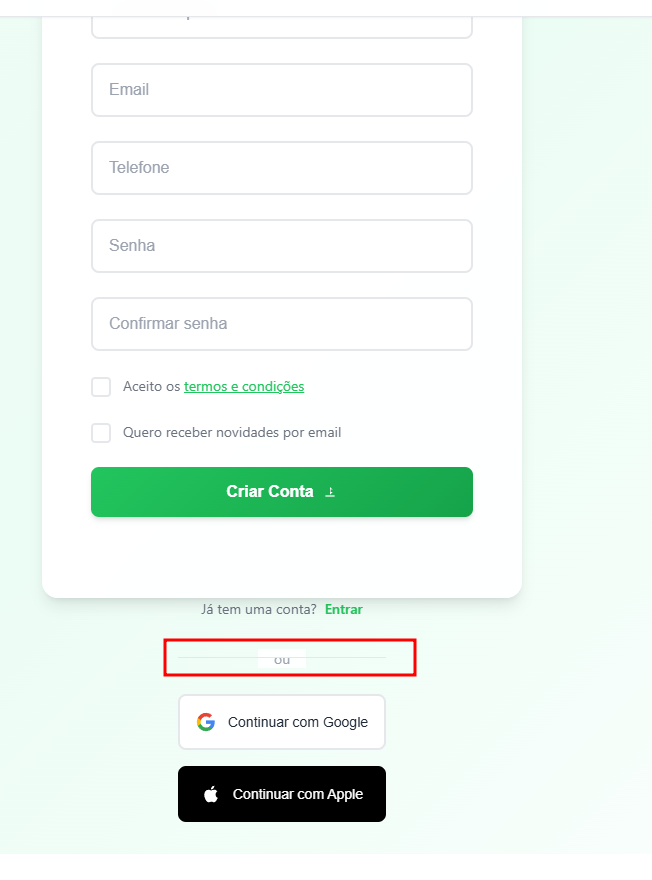 Email
Telefone
Senha
Confirmar senha
Aceito os termos e condições
Quero receber novidades por email
Criar Conta
Já tem uma conta? Entrar
ou
Continuar com Google
Continuar com Apple